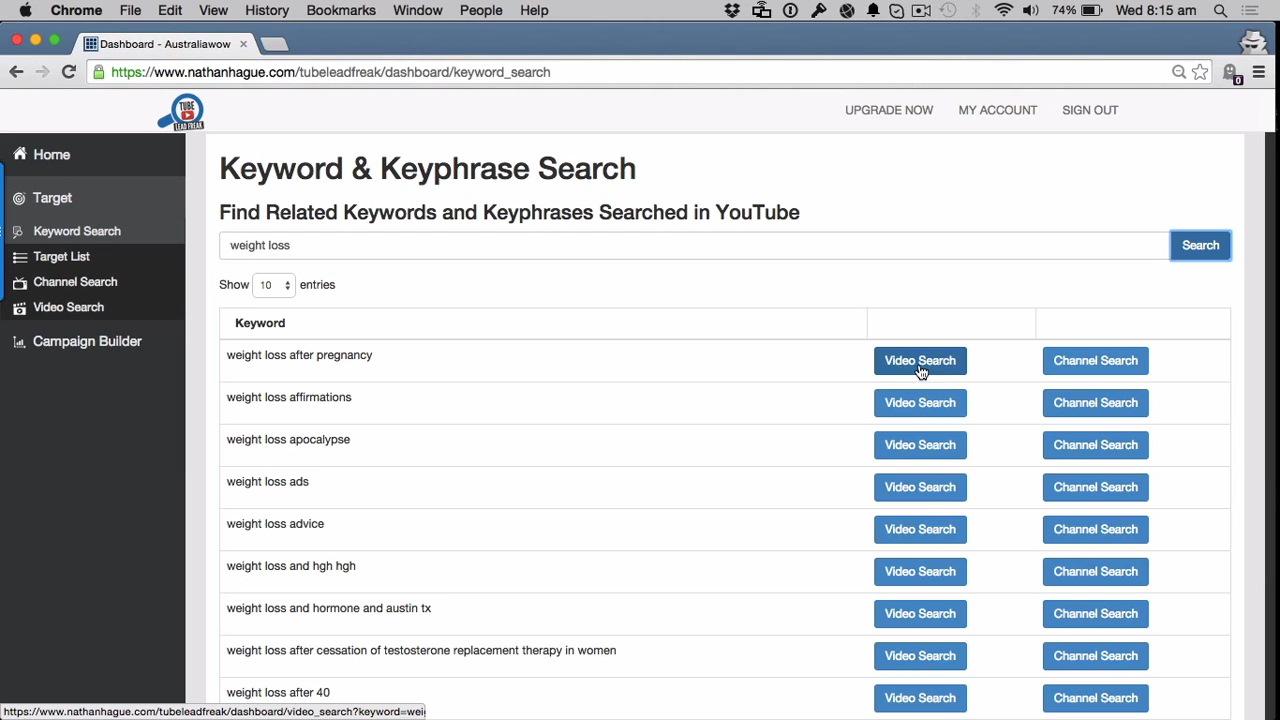 Chrome File Edit View History Bookmarks Window People Help 74% Wed 8:15 am
Dashboard - Australiawow
https://www.nathanhague.com/tubeleadfreak/dashboard/keyword_search
0
TUBE
LEAD FREAK
UPGRADE NOW MY ACCOUNT SIGN OUT
Home
Target
Keyword Search
Target List
Channel Search
Video Search
Campaign Builder
Keyword & Keyphrase Search
Find Related Keywords and Keyphrases Searched in YouTube
weight loss Search
Show 10 entries
Keyword
weight loss after pregnancy Video Search Channel Search
weight loss affirmations Video Search Channel Search
weight loss apocalypse Video Search Channel Search
weight loss ads Video Search Channel Search
weight loss advice Video Search Channel Search
weight loss and hgh hgh Video Search Channel Search
weight loss and hormone and austin tx Video Search Channel Search
weight loss after cessation of testosterone replacement therapy in women Video Search Channel Search
weight loss after 40 Video Search Channel Search
https://www.nathanhague.com/tubeleadfreak/dashboard/video_search?keyword=wei